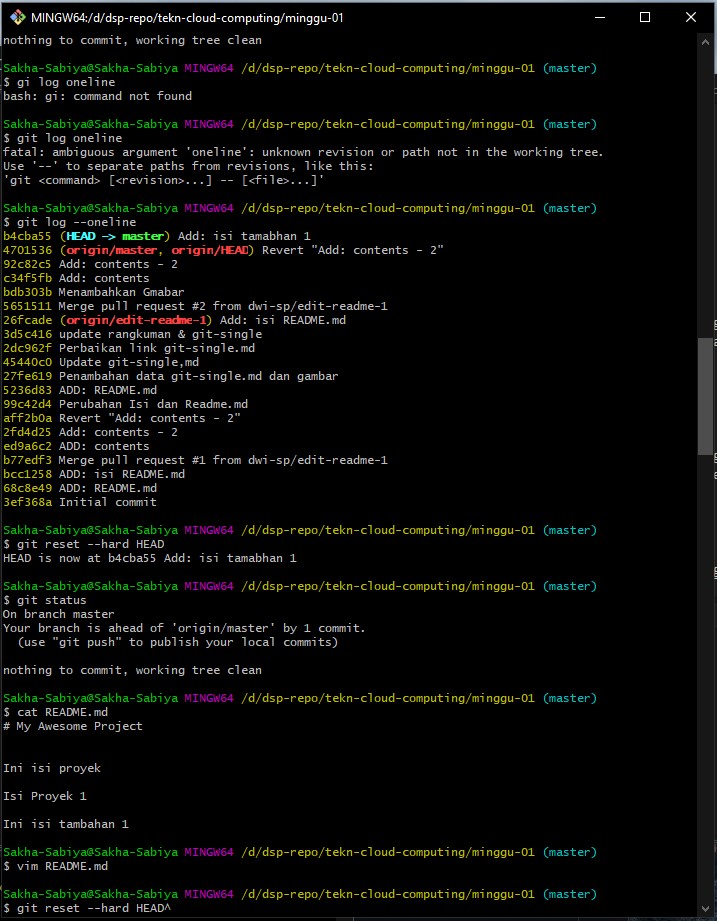 MINGW64:/d/dsp-repo/tekn-cloud-computing/minggu-01
nothing to commit, working tree clean
Sakha-Sabiya@Sakha-Sabiya MINGW64 /d/dsp-repo/tekn-cloud-computing/minggu-01 (master)
$ gi log oneline
bash: gi: command not found
Sakha-Sabiya@Sakha-Sabiya MINGW64 /d/dsp-repo/tekn-cloud-computing/minggu-01 (master)
$ git log oneline
fatal: ambiguous argument 'oneline': unknown revision or path not in the working tree.
Use '--' to separate paths from revisions, like this:
'git <command> [<revision>...] -- [<file>...]'
Sakha-Sabiya@Sakha-Sabiya MINGW64 /d/dsp-repo/tekn-cloud-computing/minggu-01 (master)
$ git log --oneline
b4cba55 (HEAD -> master) Add: isi tamabhan 1
4701536 (origin/master, origin/HEAD) Revert "Add: contents - 2"
92c82c5 Add: contents - 2
c34f5fb Add: contents
bdb303b Menambahkan Gmabar
5651511 Merge pull request #2 from dwi-sp/edit-readme-1
26fcade (origin/edit-readme-1) Add: isi README.md
3d5c416 update rangkuman & git-single
2dc962f Perbaikan link git-single.md
45440c0 Update git-single,md
27fe619 Penambahan data git-single.md dan gambar
5236d83 ADD: README.md
99c42d4 Perubahan Isi dan Readme.md
aff2b0a Revert "Add: contents - 2"
2fd4d25 Add: contents - 2
ed9a6c2 ADD: contents
b77edf3 Merge pull request #1 from dwi-sp/edit-readme-1
bcc1258 ADD: isi README.md
68c8e49 ADD: README.md
3ef368a Initial commit
Sakha-Sabiya@Sakha-Sabiya MINGW64 /d/dsp-repo/tekn-cloud-computing/minggu-01 (master)
$ git reset --hard HEAD
HEAD is now at b4cba55 Add: isi tamabhan 1
Sakha-Sabiya@Sakha-Sabiya MINGW64 /d/dsp-repo/tekn-cloud-computing/minggu-01 (master)
$ git status
On branch master
Your branch is ahead of 'origin/master' by 1 commit.
(use "git push" to publish your local commits)
nothing to commit, working tree clean
Sakha-Sabiya@Sakha-Sabiya MINGW64 /d/dsp-repo/tekn-cloud-computing/minggu-01 (master)
$ cat README.md
# My Awesome Project
Ini isi proyek
Isi Proyek 1
Ini isi tambahan 1
Sakha-Sabiya@Sakha-Sabiya MINGW64 /d/dsp-repo/tekn-cloud-computing/minggu-01 (master)
$ vim README.md
Sakha-Sabiya@Sakha-Sabiya MINGW64 /d/dsp-repo/tekn-cloud-computing/minggu-01 (master)
$ git reset --hard HEAD^